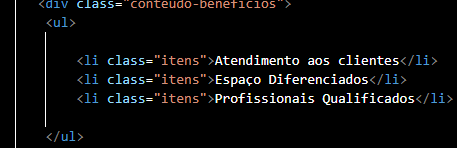 <div class="conteudo-beneficios">
<ul>
<li class="itens">Atendimento aos clientes</li>
<li class="itens">Espaço Diferenciados</li>
<li class="itens">Profissionais Qualificados</li>
</ul>